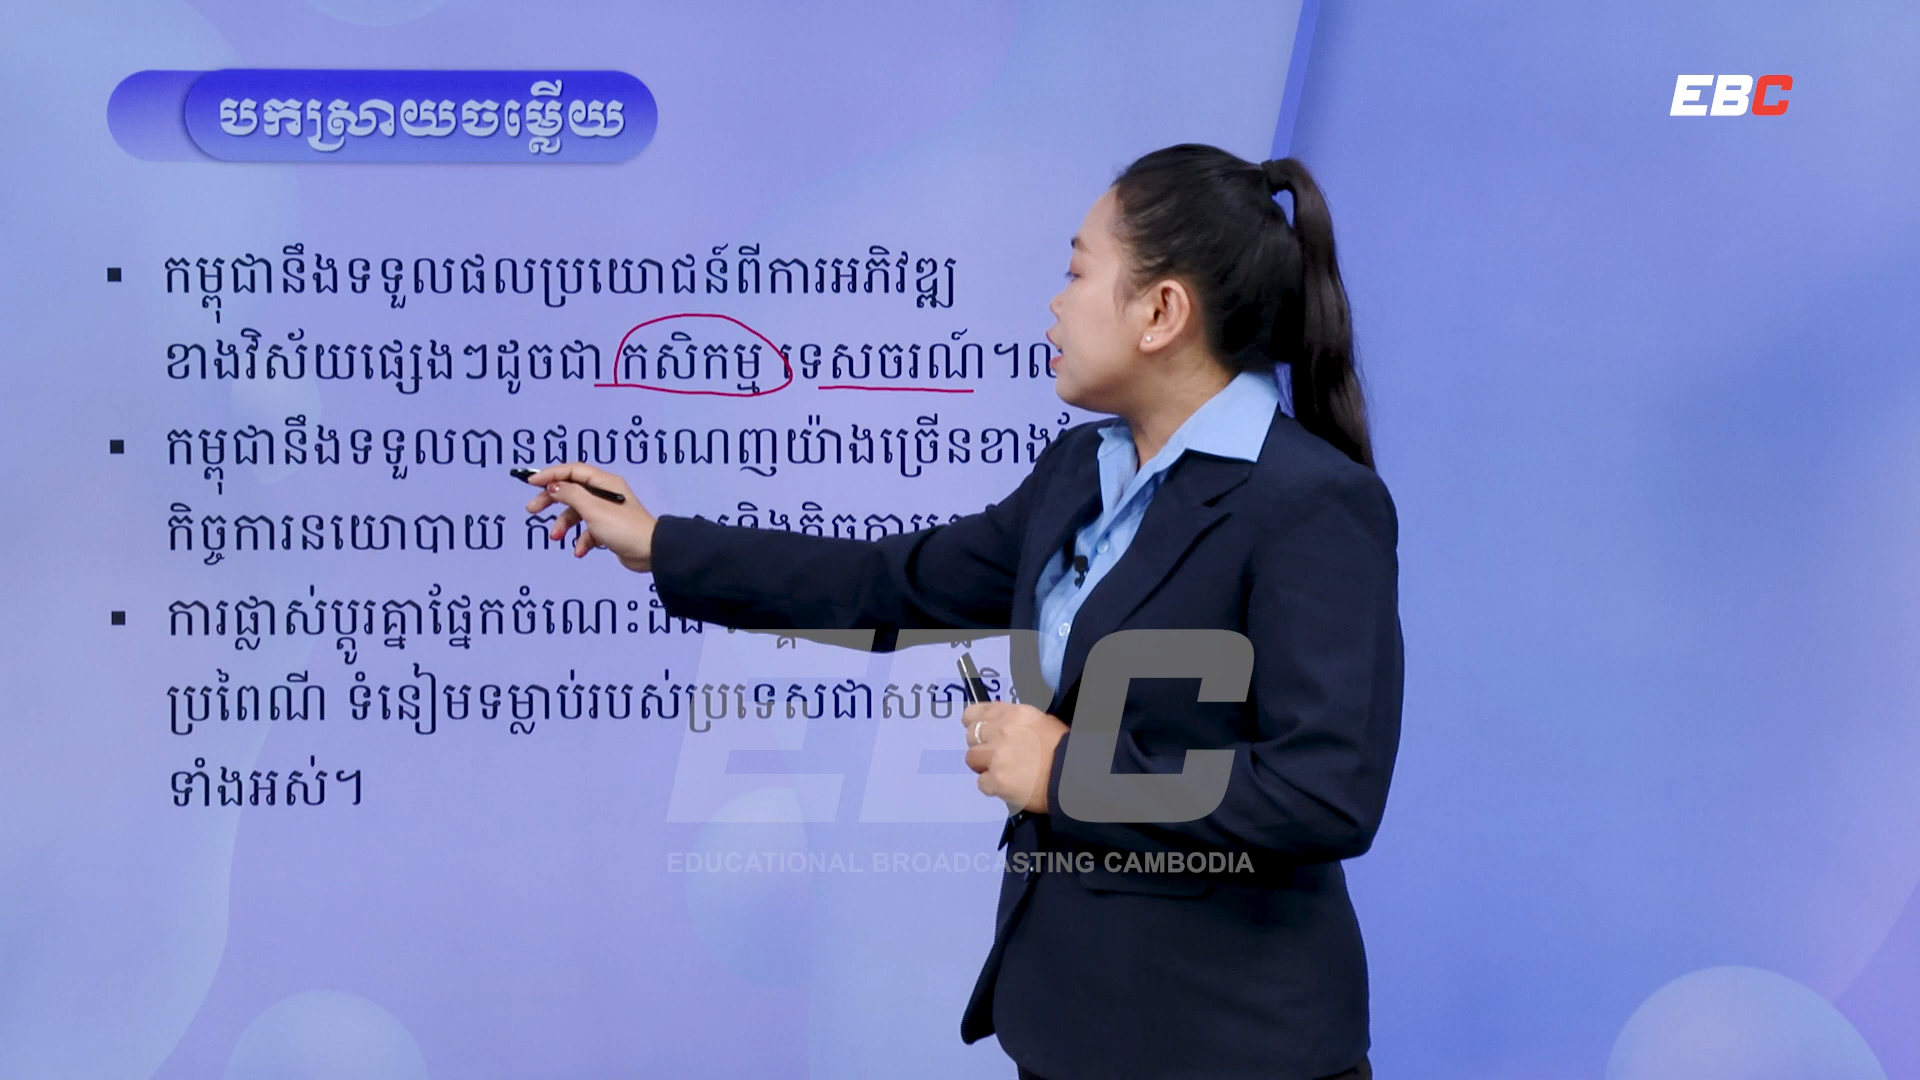 បកស្រាយចម្លើយ
EBC
▪ កម្ពុជានឹងទទួលផលប្រយោជន៍ពីការអភិវឌ្ឍ
ខាងវិស័យផ្សេងៗដូចជា កសិកម្ម ទេសចរណ៍។ល
▪ កម្ពុជានឹងទទួលបានផលចំណេញយ៉ាងច្រើនខាង
កិច្ចការនយោបាយ
▪ ការផ្លាស់ប្តូរគ្នាផ្នែកចំណេះដឹង
ប្រពៃណី ទំនៀមទម្លាប់របស់ប្រទេសជាសមាជិក
ទាំងអស់។
EBC
EDUCATIONAL BROADCASTING CAMBODIA